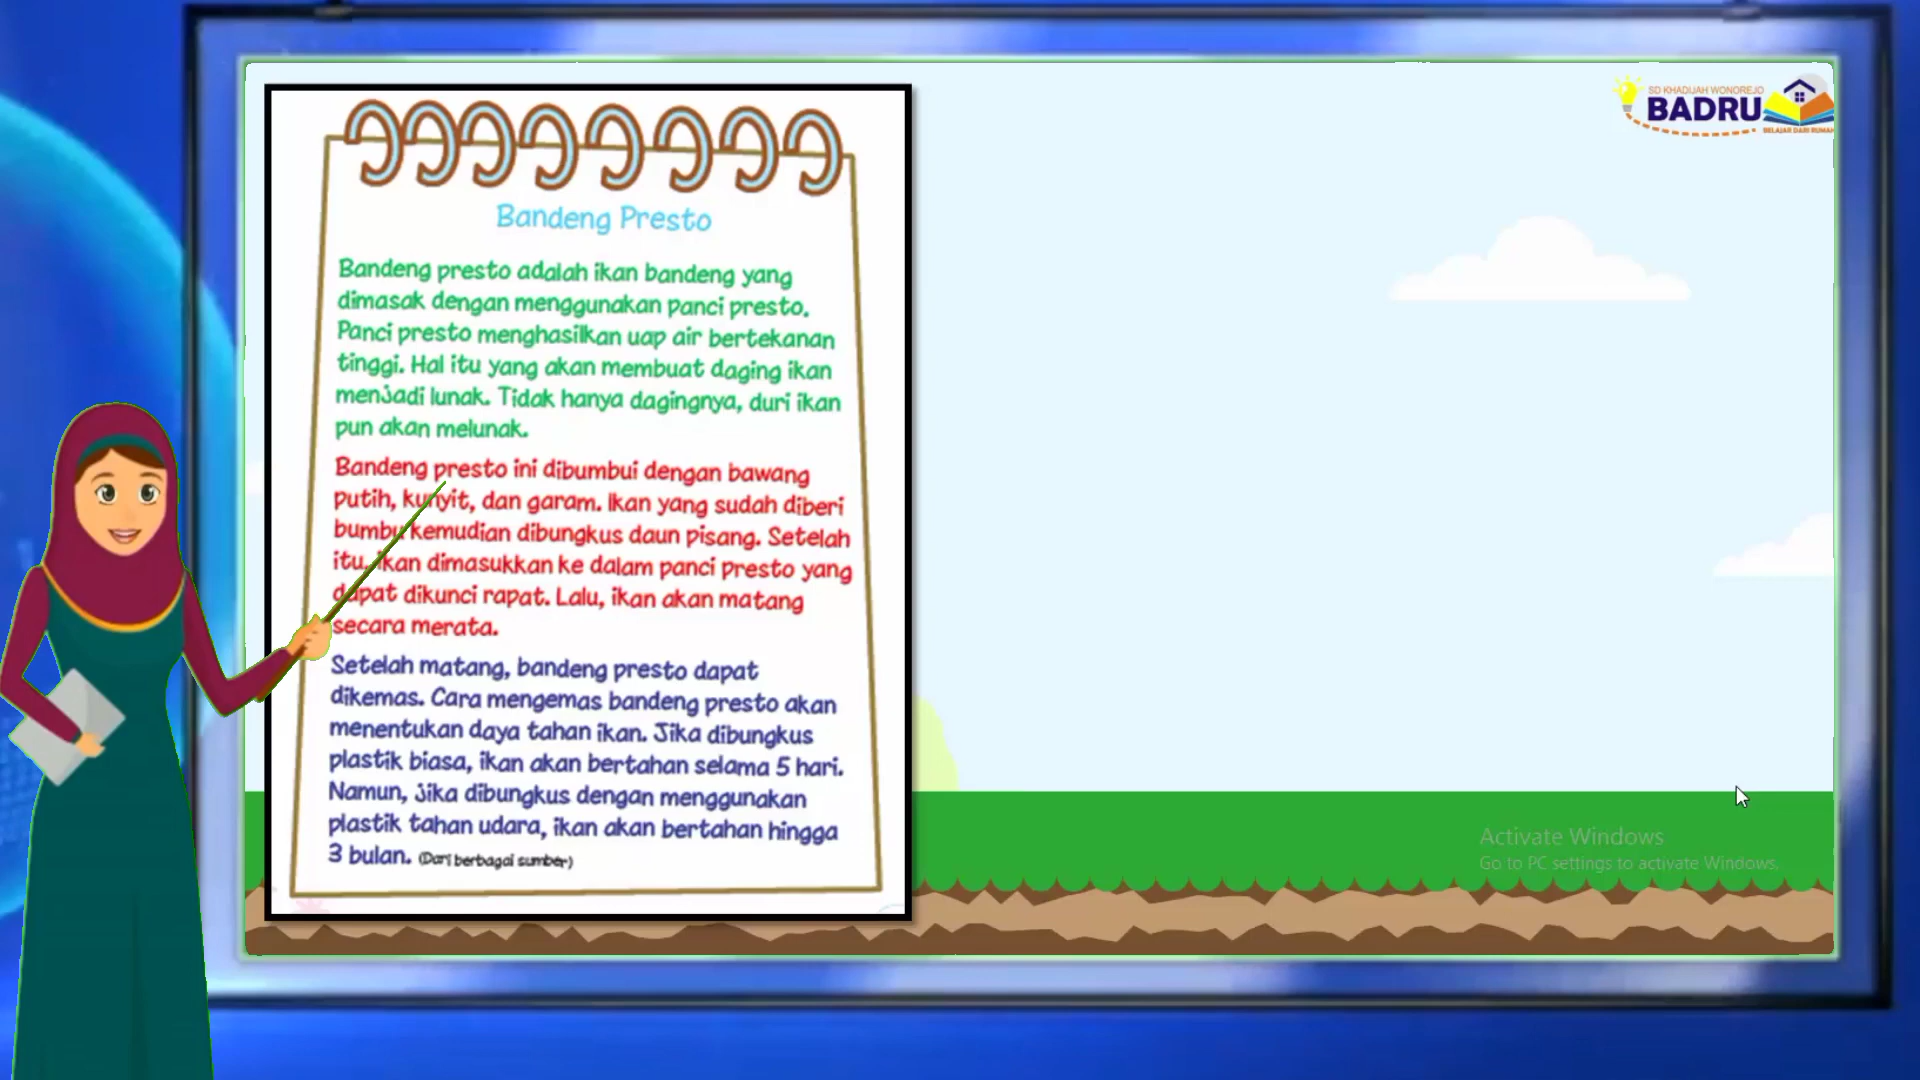 SD KHADIJAH WONOREJO
BADRU
BELAJAR DARI RUMAH
Bandeng Presto
Bandeng presto adalah ikan bandeng yang
dimasak dengan menggunakan panci presto.
Panci presto menghasilkan uap air bertekanan
tinggi. Hal itu yang akan membuat daging ikan
menjadi lunak. Tidak hanya dagingnya, duri ikan
pun akan melunak.
Bandeng presto ini dibumbui dengan bawang
putih, kunyit, dan garam. Ikan yang sudah diberi
bumbu kemudian dibungkus daun pisang. Setelah
itu, ikan dimasukkan ke dalam panci presto yang
dapat dikunci rapat. Lalu, ikan akan matang
secara merata.
Setelah matang, bandeng presto dapat
dikemas. Cara mengemas bandeng presto akan
menentukan daya tahan ikan. Jika dibungkus
plastik biasa, ikan akan bertahan selama 5 hari.
Namun, jika dibungkus dengan menggunakan
plastik tahan udara, ikan akan bertahan hingga
3 bulan. (Dari berbagai sumber)
Activate Windows
Go to PC settings to activate Windows.